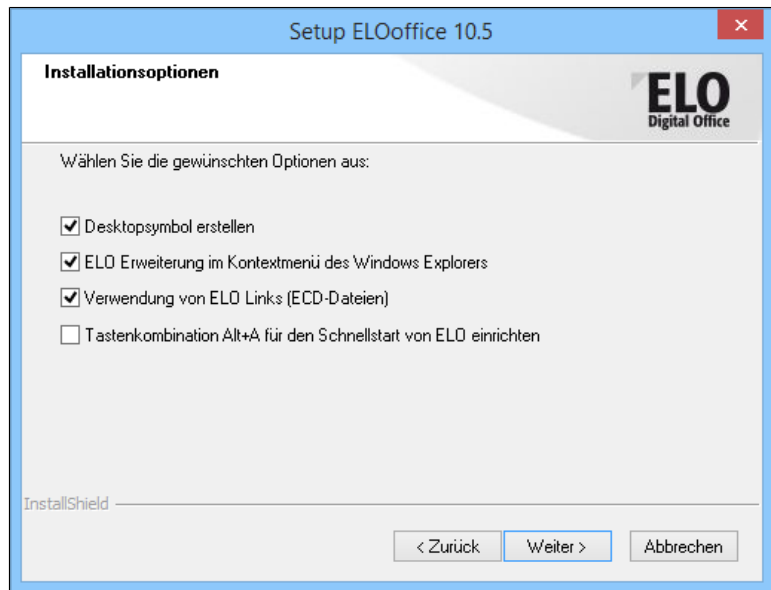 Setup ELOoffice 10.5
Installationsoptionen
ELO
Digital Office
Wählen Sie die gewünschten Optionen aus:
Desktopsymbol erstellen
ELO Erweiterung im Kontextmenü des Windows Explorers
Verwendung von ELO Links (ECD-Dateien)
Tastenkombination Alt+A für den Schnellstart von ELO einrichten
InstallShield
< Zurück Weiter > Abbrechen